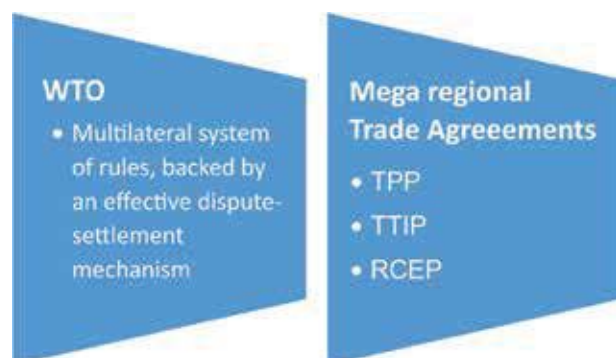 WTO
• Multilateral system
of rules, backed by
an effective dispute-
settlement
mechanism
Mega regional
Trade Agreeements
• TPP
• TTIP
• RCEP